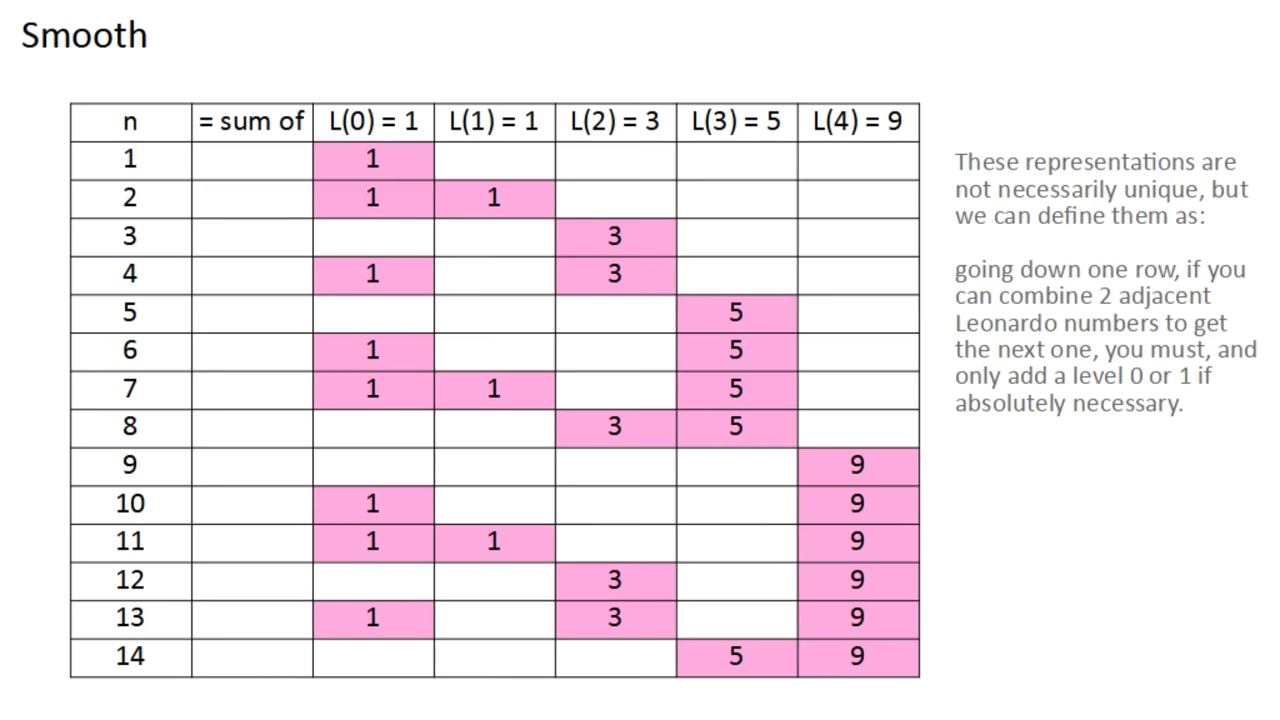 Smooth
n = sum of L(0) = 1 L(1) = 1 L(2) = 3 L(3) = 5 L(4) = 9
1 1
2 1 1
3 3
4 1 3
5 5
6 1 5
7 1 1 5
8 3 5
9 9
10 1 9
11 1 1 9
12 3 9
13 1 3 9
14 5 9
These representations are
not necessarily unique, but
we can define them as:
going down one row, if you
can combine 2 adjacent
Leonardo numbers to get
the next one, you must, and
only add a level 0 or 1 if
absolutely necessary.